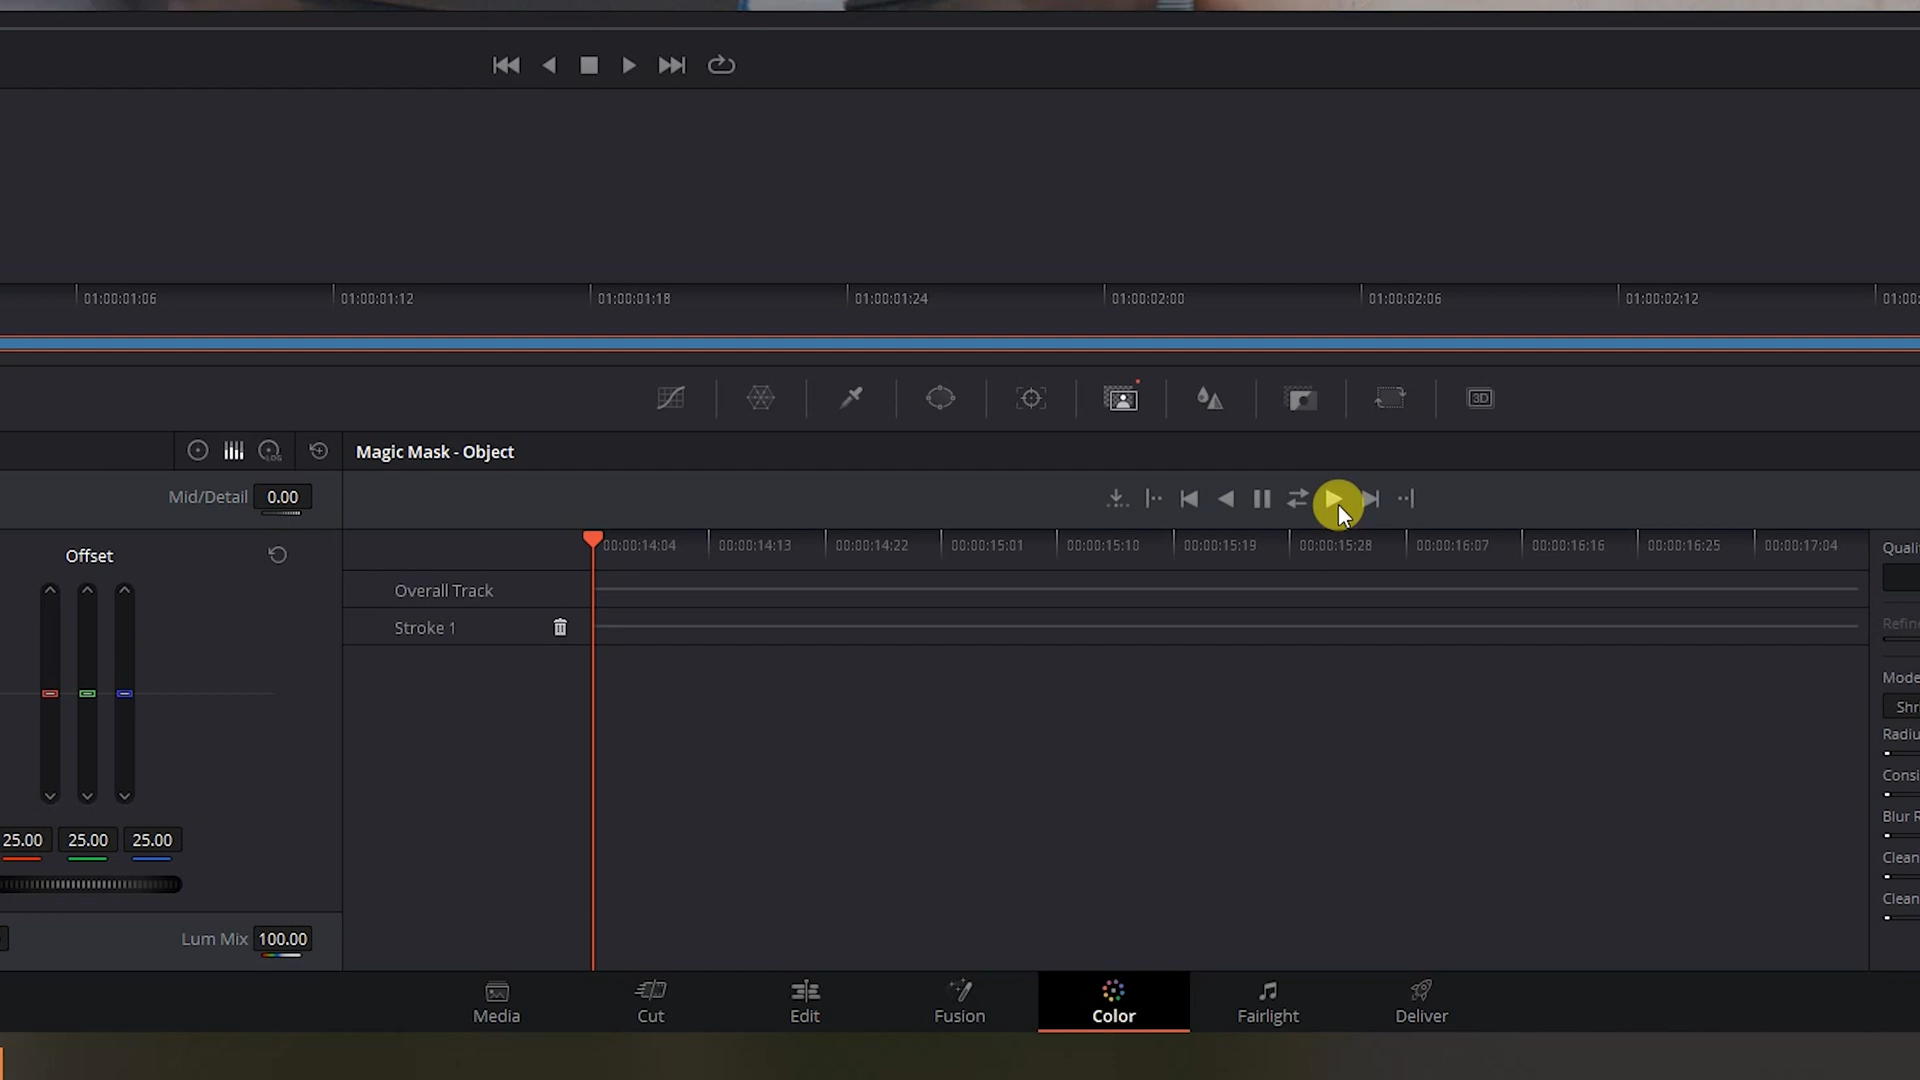 01:00:01:06 01:00:01:12 01:00:01:18 01:00:01:24 01:00:02:00 01:00:02:06 01:00:02:12 01:00:
3D
LOG
Magic Mask - Object
Mid/Detail 0.00
Offset
00:00:14:04 00:00:14:13 00:00:14:22 00:00:15:01 00:00:15:10 00:00:15:19 00:00:15:28 00:00:16:07 00:00:16:16 00:00:16:25 00:00:17:04
Quali
Overall Track
Stroke 1
Refin
Mode
Shr
Radiu
Consi
Blur R
Clean
Clean
25.00 25.00 25.00
Lum Mix 100.00
Media Cut Edit Fusion Color Fairlight Deliver